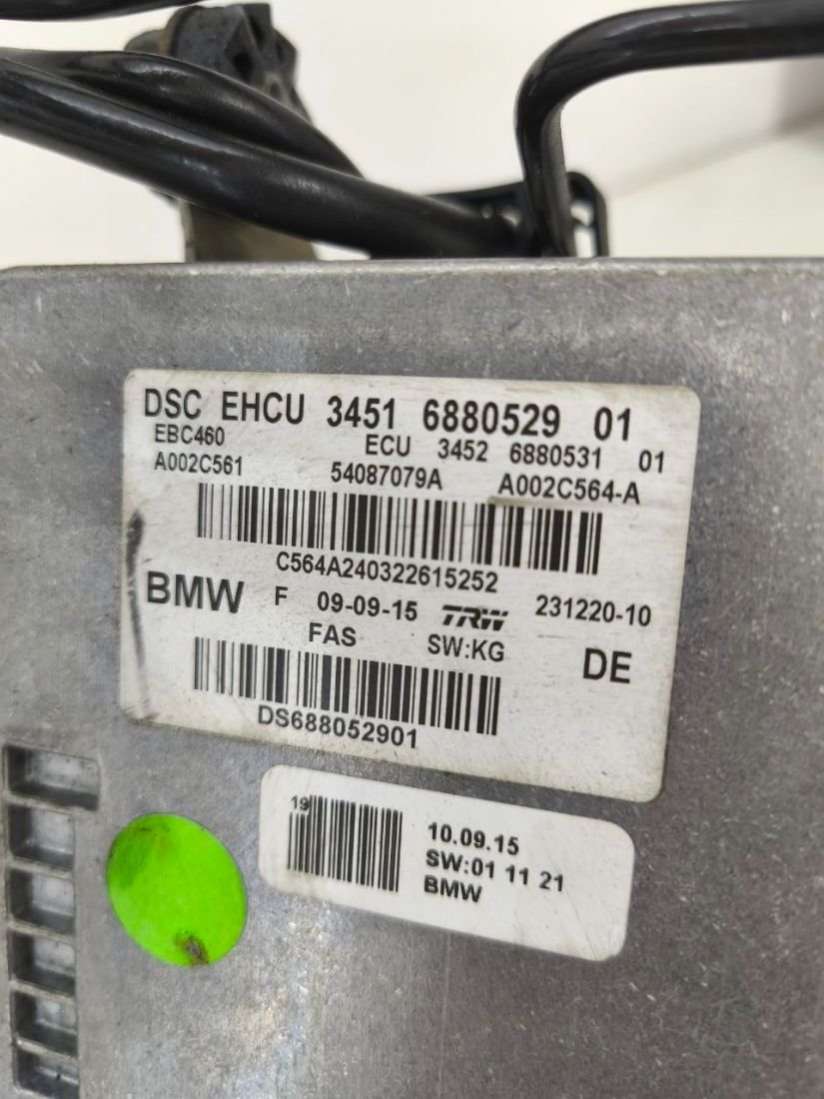 DSC EHCU 3451 6880529 01
EBC460 ECU 3452 6880531 01
A002C561 54087079A A002C564-A
C564A240322615252
BMW F 09-09-15 TRW 231220-10
FAS SW:KG DE
DS688052901
19
10.09.15
SW:01 11 21
BMW